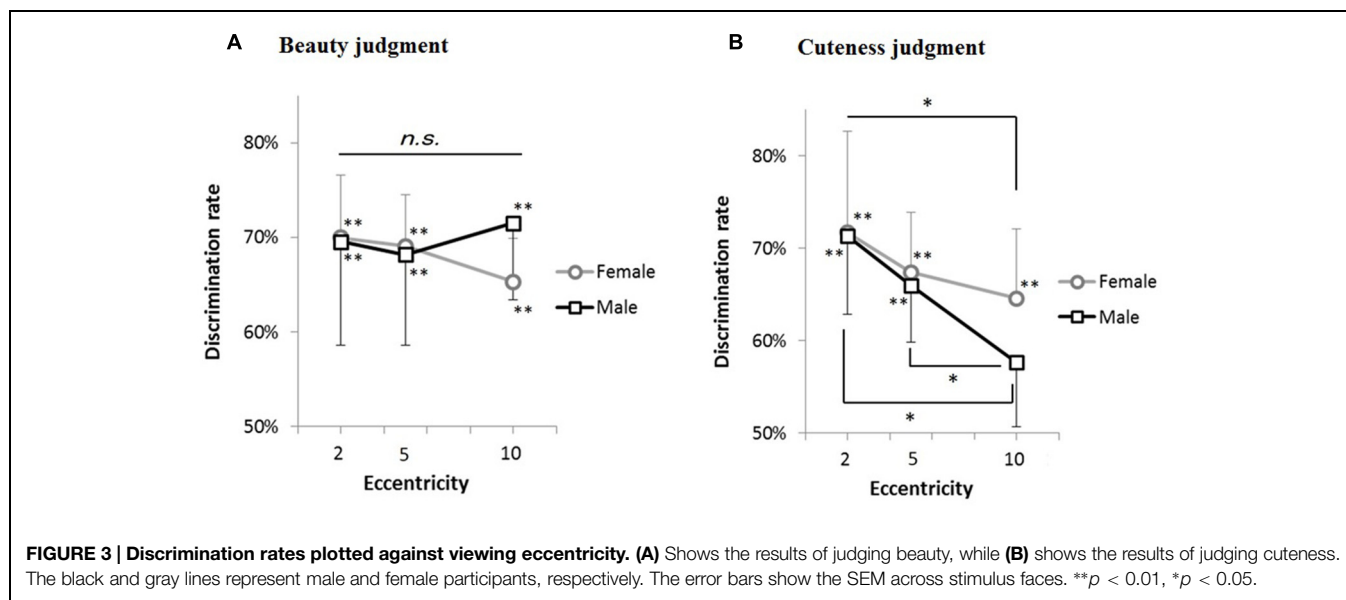 A Beauty judgment
80%
70%
60%
50%
Discrimination rate
n.s.
**
**
**
**
**
**
2 5 10
Eccentricity
Female
Male
B Cuteness judgment
80%
70%
60%
50%
Discrimination rate
*
**
**
**
**
**
*
*
2 5 10
Eccentricity
Female
Male
FIGURE 3 | Discrimination rates plotted against viewing eccentricity. (A) Shows the results of judging beauty, while (B) shows the results of judging cuteness.
The black and gray lines represent male and female participants, respectively. The error bars show the SEM across stimulus faces. **p < 0.01, *p < 0.05.